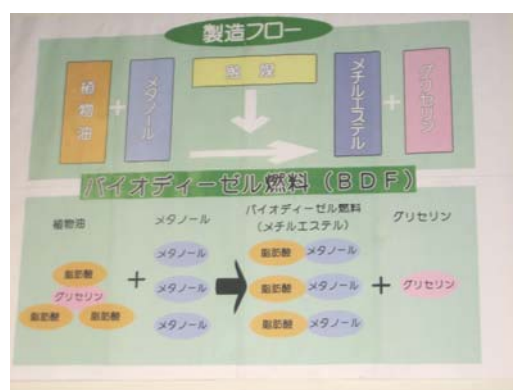 製造フロー
植物油
+
メタノール
触媒
メチルエステル
+
グリセリン
バイオディーゼル燃料(BDF)
植物油
メタノール
バイオディーゼル燃料
(メチルエステル)
グリセリン
脂肪酸
グリセリン
脂肪酸
脂肪酸
+
メタノール
メタノール
メタノール
脂肪酸
メタノール
脂肪酸
メタノール
脂肪酸
メタノール
+
グリセリン